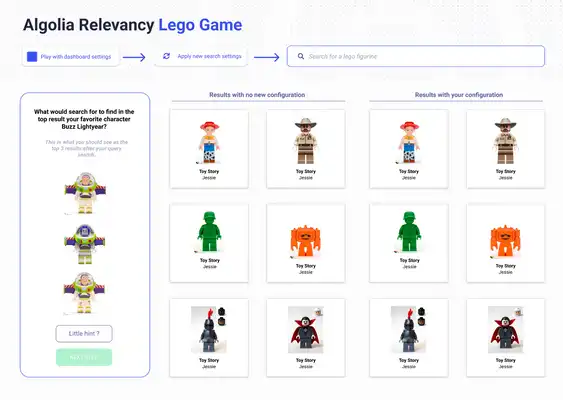 Algolia Relevancy Lego Game
Play with dashboard settings
Apply new search settings
Search for a lego figurine
What would search for to find in the
top result your favorite character
Buzz Lightyear?
This is what you should see as the
top 3 results after your query
search.
Little hint ?
NEXT STEP
Results with no new configuration
Results with your configuration
Toy Story
Jessie
Toy Story
Jessie
Toy Story
Jessie
Toy Story
Jessie
Toy Story
Jessie
Toy Story
Jessie
Toy Story
Jessie
Toy Story
Jessie
Toy Story
Jessie
Toy Story
Jessie
Toy Story
Jessie
Toy Story
Jessie